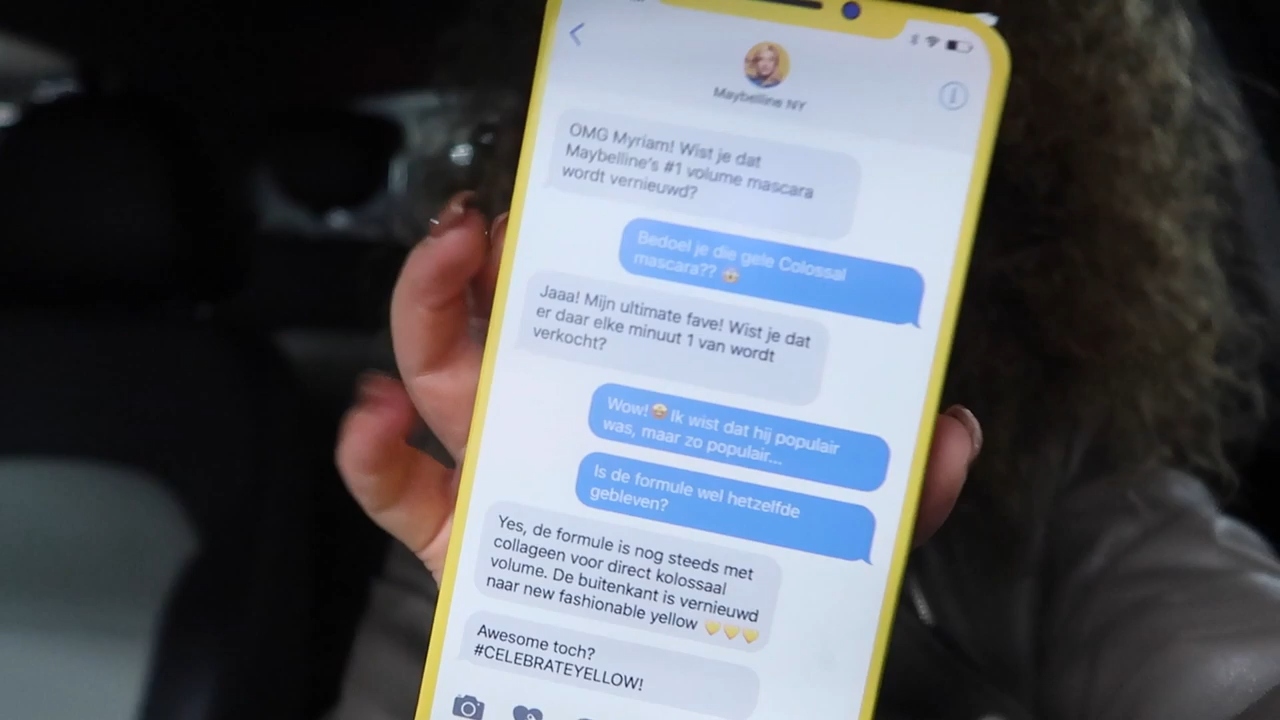 Maybelline NY
OMG Myriam! Wist je dat
Maybelline's #1 volume mascara
wordt vernieuwd?
Bedoel je die gele Colossal
mascara?? 🤩
Jaaa! Mijn ultimate fave! Wist je dat
er daar elke minuut 1 van wordt
verkocht?
Wow! 🤩 Ik wist dat hij populair
was, maar zo populair...
Is de formule wel hetzelfde
gebleven?
Yes, de formule is nog steeds met
collageen voor direct kolossaal
volume. De buitenkant is vernieuwd
naar new fashionable yellow 💛💛💛
Awesome toch?
#CELEBRATEYELLOW!